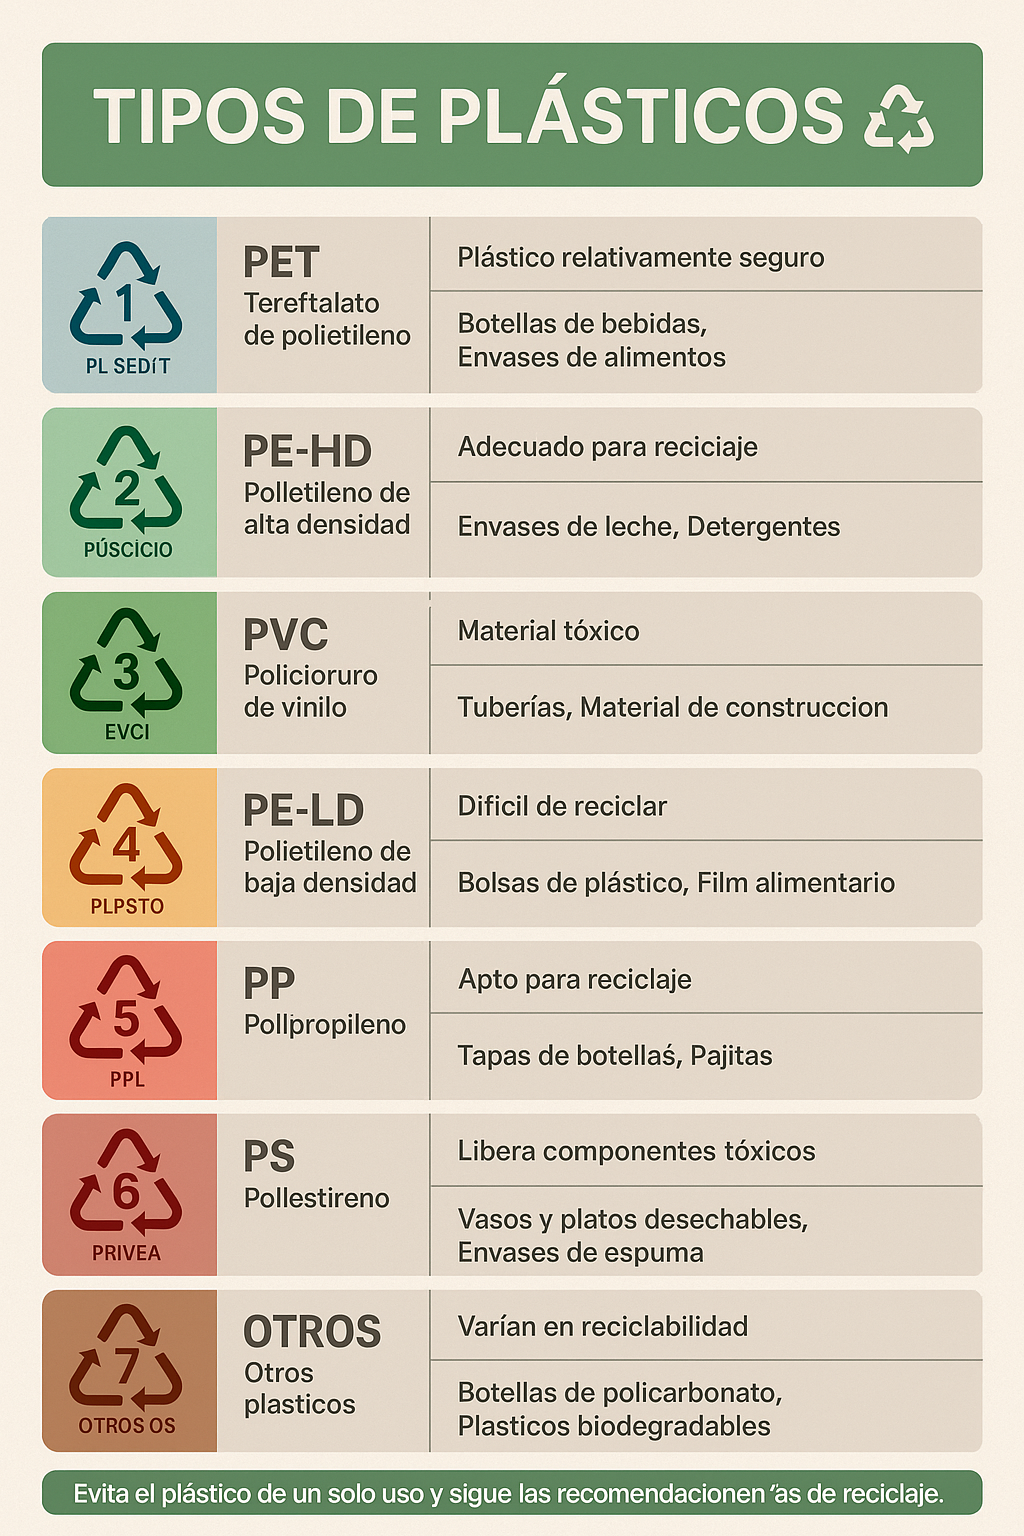 TIPOS DE PLÁSTICOS
1
PL SEDÍT
PET
Tereftalato
de polietileno
Plástico relativamente seguro
Botellas de bebidas,
Envases de alimentos
2
PÚSCİCIO
PE-HD
Polletileno de
alta densidad
Adecuado para reciciaje
Envases de leche, Detergentes
3
EVCI
PVC
Policioruro
de vinilo
Material tóxico
Tuberías, Material de construccion
4
PLPSTO
PE-LD
Polietileno de
baja densidad
Dificil de reciclar
Bolsas de plástico, Film alimentario
5
PPL
PP
Pollpropileno
Apto para reciclaje
Tapas de botellaś, Pajitas
6
PRIVEA
PS
Pollestireno
Libera componentes tóxicos
Vasos y platos desechables,
Envases de espuma
7
OTROS OS
OTROS
Otros
plasticos
Varían en reciclabilidad
Botellas de policarbonato,
Plasticos biodegradables
Evita el plástico de un solo uso y sigue las recomendacionen ‘as de reciclaje.